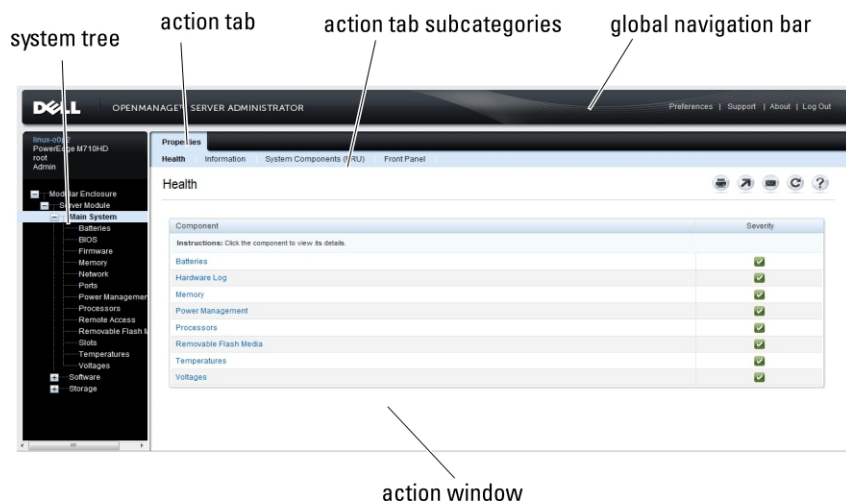 system tree
action tab
action tab subcategories
global navigation bar
DELL
OPENMANAGE™ SERVER ADMINISTRATOR
Preferences | Support | About | Log Out
PowerEdge M710HD
root
Admin
Properties
Health
Information
System Components (FRU)
Front Panel
Modular Enclosure
Server Module
Main System
Batteries
BIOS
Firmware
Memory
Network
Ports
Power Managemen
Processors
Remote Access
Removable Flash M
Slots
Temperatures
Voltages
Software
Storage
Health
?
Component
Severity
Instructions: Click the component to view its details.
Batteries
Hardware Log
Memory
Power Management
Processors
Removable Flash Media
Temperatures
Voltages
action window